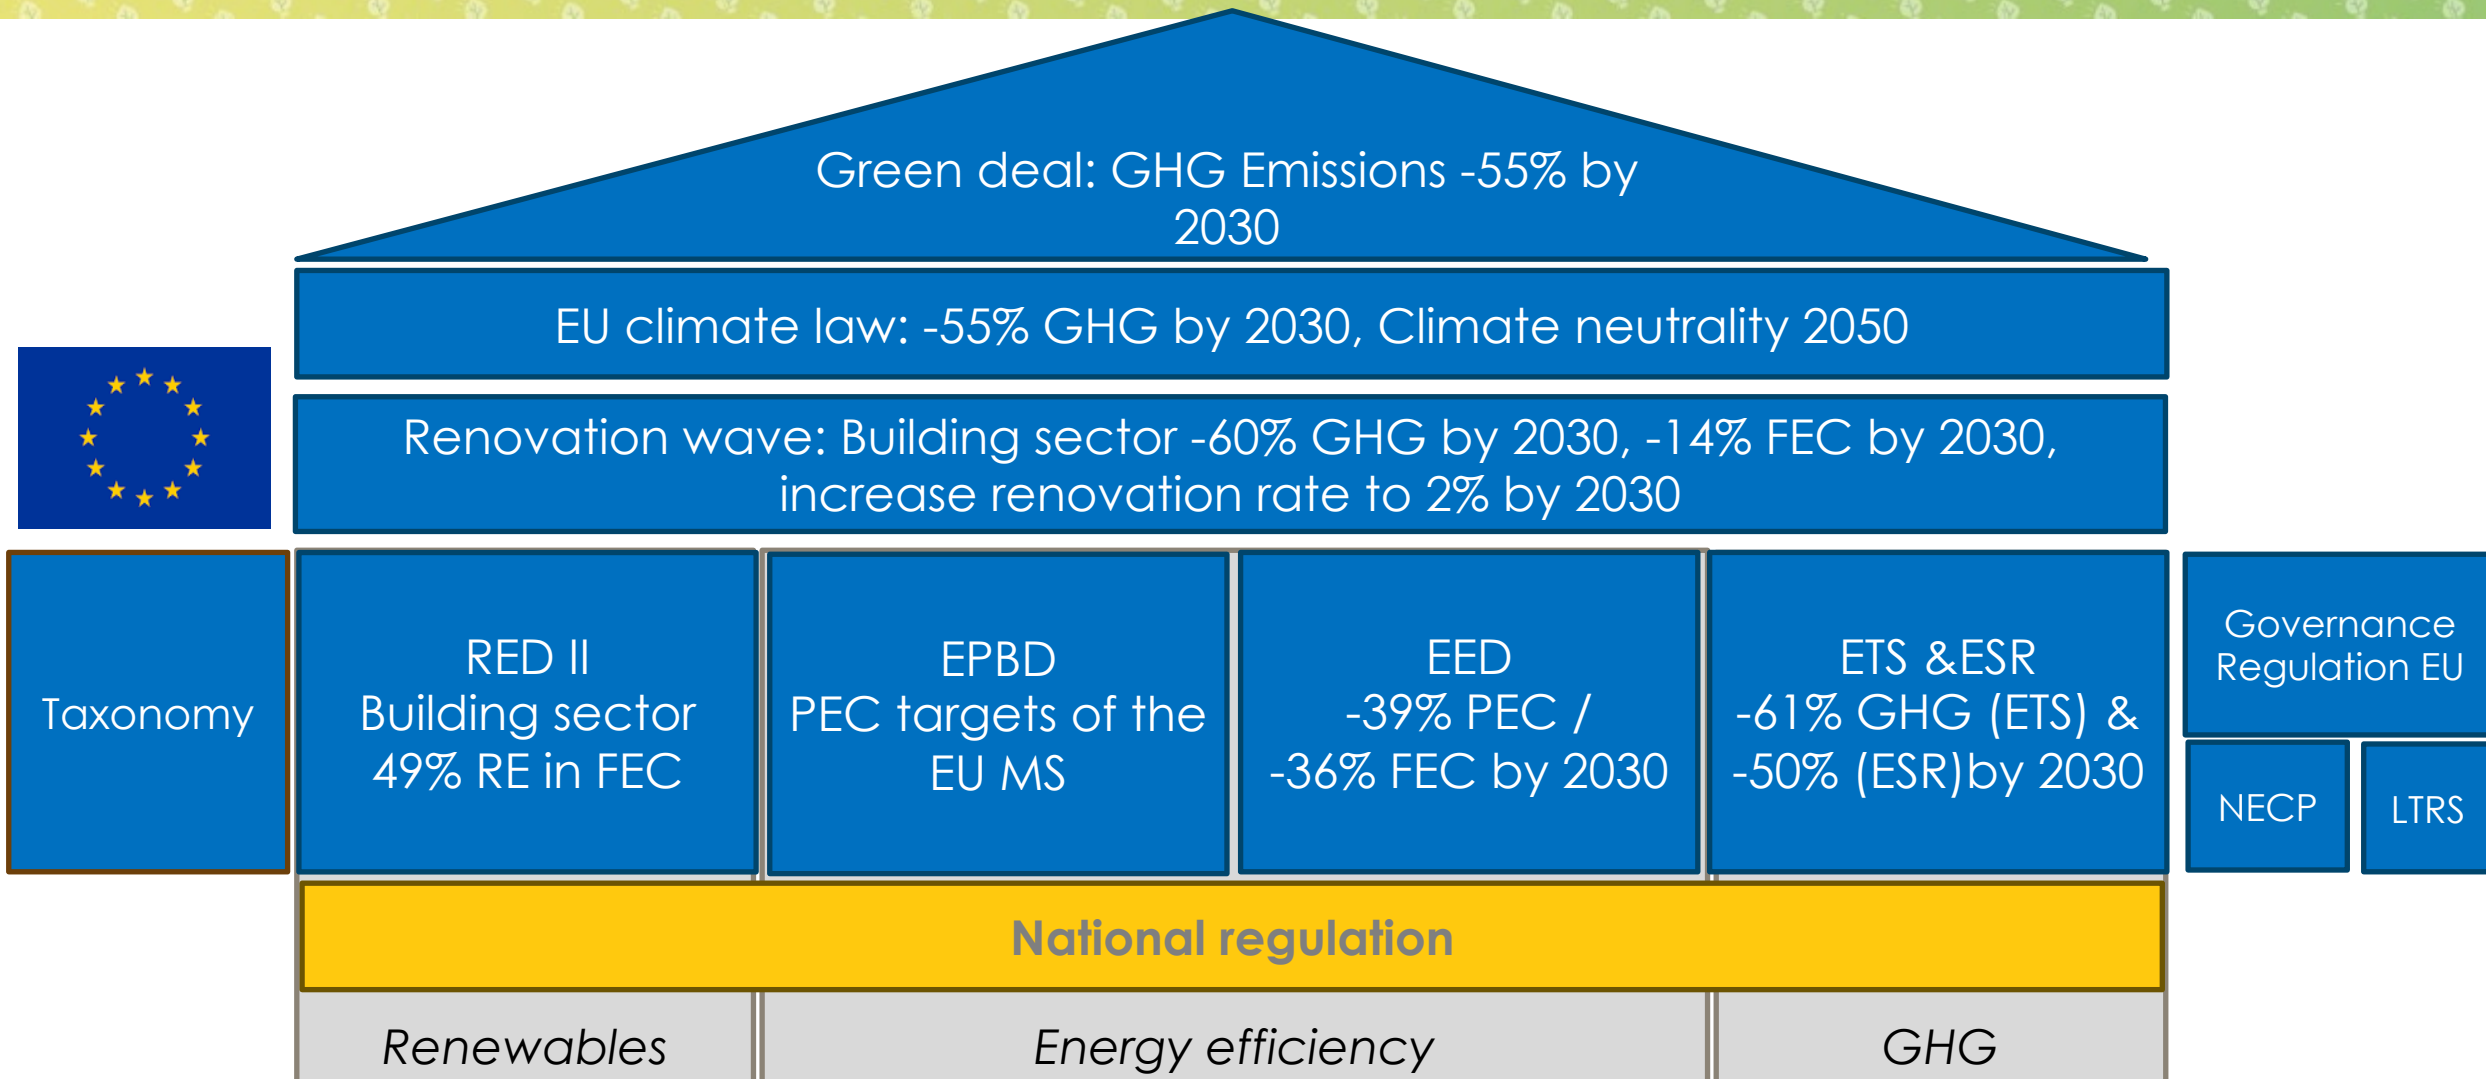 Green deal: GHG Emissions -55% by
2030
EU climate law: -55% GHG by 2030, Climate neutrality 2050
Renovation wave: Building sector -60% GHG by 2030, -14% FEC by 2030,
increase renovation rate to 2% by 2030
Taxonomy
RED II
Building sector
49% RE in FEC
EPBD
PEC targets of the
EU MS
EED
-39% PEC /
-36% FEC by 2030
ETS &ESR
-61% GHG (ETS) &
-50% (ESR)by 2030
Governance
Regulation EU
NECP
LTRS
National regulation
Renewables
Energy efficiency
GHG